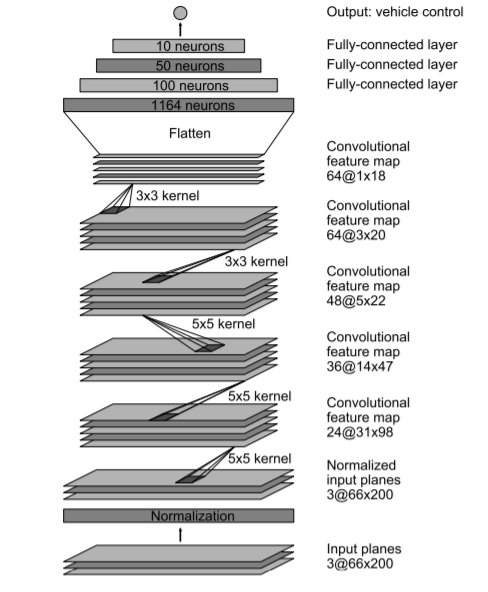 Output: vehicle control
10 neurons
Fully-connected layer
50 neurons
Fully-connected layer
100 neurons
Fully-connected layer
1164 neurons
Flatten
Convolutional
feature map
64@1x18
3x3 kernel
Convolutional
feature map
64@3x20
3x3 kernel
Convolutional
feature map
48@5x22
5x5 kernel
Convolutional
feature map
36@14x47
5x5 kernel
Convolutional
feature map
24@31x98
5x5 kernel
Normalized
input planes
3@66x200
Normalization
Input planes
3@66x200